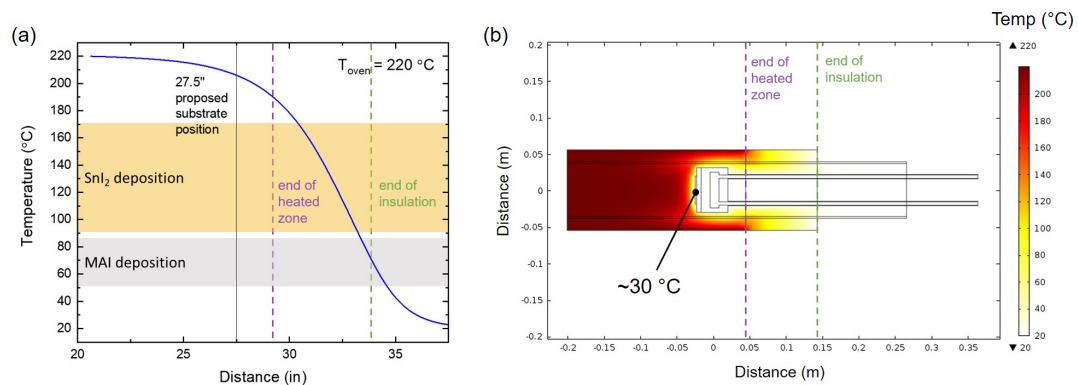 (a)
220
200
180
160
140
120
100
80
60
40
20
Temperature (°C)
20
25
30
35
Distance (in)
T oven = 220 °C
27.5"
proposed
substrate
position
SnI₂ deposition
MAI deposition
end of
heated
zone
end of
insulation
(b)
Temp (°C)
0.2
0.15
0.1
0.05
0
-0.05
-0.1
-0.15
-0.2
Distance (m)
-0.2
-0.15
-0.1
-0.05
0
0.05
0.1
0.15
0.2
0.25
0.3
0.35
Distance (m)
end of
heated
zone
end of
insulation
~30 °C
▲ 220
200
180
160
140
120
100
80
60
40
20
▼ 20